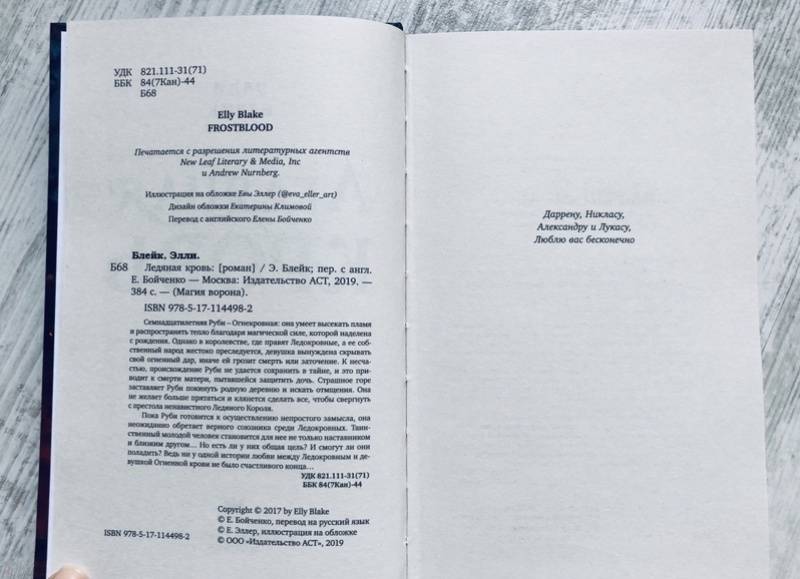 УДК 821.111-31(71)
ББК 84(7Кан)-44
Б68
Elly Blake
FROSTBLOOD
Печатается с разрешения литературных агентств
New Leaf Literary & Media, Inc
и Andrew Nurnberg.
Иллюстрация на обложке Евы Эллер (@eva_eller_art)
Дизайн обложки Екатерины Климовой
Перевод с английского Елены Бойченко
Блейк, Элли.
Б68 Ледяная кровь: [роман] / Э. Блейк; пер. с англ.
Е. Бойченко — Москва: Издательство АСТ, 2019. —
384 с. — (Магия ворона).
ISBN 978-5-17-114498-2
Семнадцатилетняя Руби – Огнекровная: она умеет высекать пламя
и распространять тепло благодаря магической силе, которой наделена
с рождения. Однако в королевстве, где правят Ледокровные, а ее соб-
ственный народ жестоко преследуется, девушка вынуждена скрывать
свой огненный дар, иначе ей грозит смерть или заточение. К несча-
стью, происхождение Руби не удается сохранить в тайне, и это при-
водит к смерти матери, пытавшейся защитить дочь. Страшное горе
заставляет Руби покинуть родную деревню и искать отмщения. Она
не желает больше прятаться и клянется сделать все, чтобы свергнуть
с престола ненавистного Ледяного Короля.
Пока Руби готовится к осуществлению непростого замысла, она
неожиданно обретает верного союзника среди Ледокровных. Таин-
ственный молодой человек становится для нее не только наставником
и близким другом... Но есть ли у них общая цель? И смогут ли они
поладить? Ведь ни у одной истории любви между Ледокровным и де-
вушкой Огненной крови не было счастливого конца...
УДК 821.111-31(71)
ББК 84(7Кан)-44
Copyright © 2017 by Elly Blake
© Е. Бойченко, перевод на русский язык
© Е. Эллер, иллюстрация на обложке
ISBN 978-5-17-114498-2
© ООО «Издательство АСТ», 2019
Даррену, Никласу,
Александру и Лукасу,
Люблю вас бесконечно